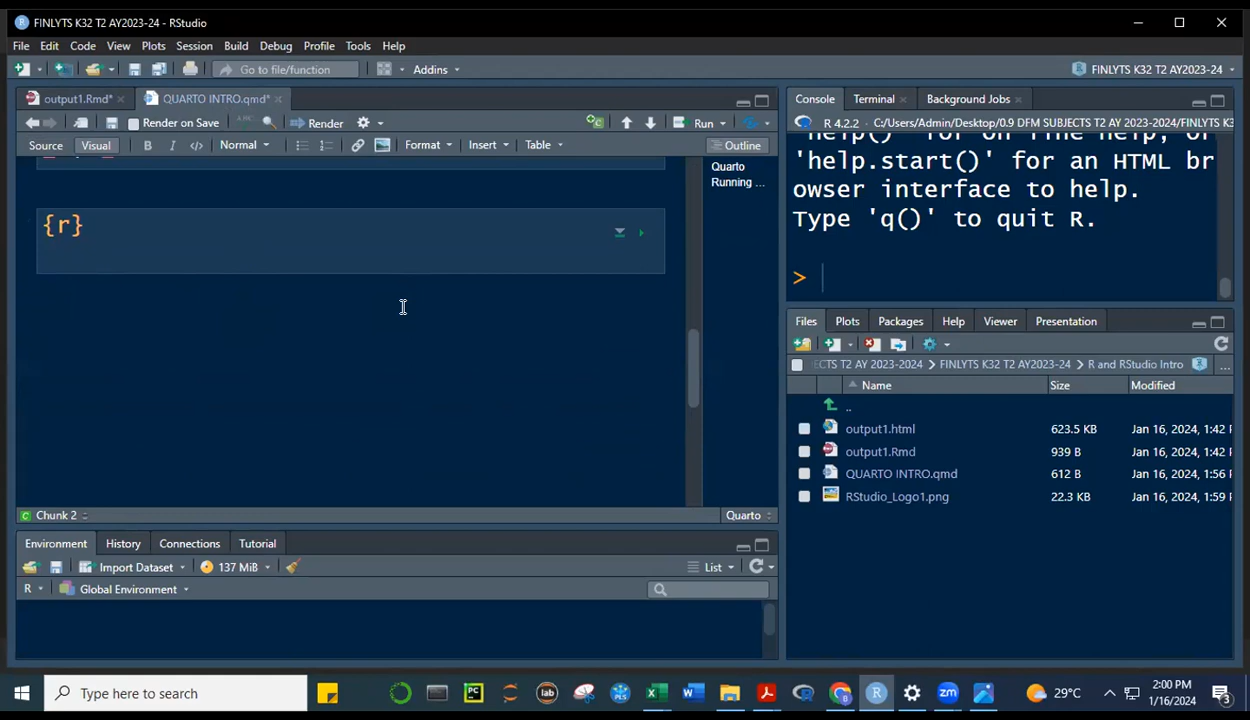 FINLYTS K32 T2 AY2023-24 - RStudio
File Edit Code View Plots Session Build Debug Profile Tools Help
Go to file/function Addins FINLYTS K32 T2 AY2023-24
output1.Rmd* QUARTO INTRO.qmd*
Render on Save Render Run
Source Visual B I </> Normal Format Insert Table Outline
{r}
Quarto
Running ...
Chunk 2 Quarto
Console Terminal Background Jobs
R 4.2.2 · C:/Users/Admin/Desktop/0.9 DFM SUBJECTS T2 AY 2023-24/FINLYTS K3
'help()' for on-line help, or
'help.start()' for an HTML br
owser interface to help.
Type 'q()' to quit R.
>
Environment History Connections Tutorial
Import Dataset 137 MiB List
R Global Environment
Files Plots Packages Help Viewer Presentation
ECTS T2 AY 2023-2024 > FINLYTS K32 T2 AY2023-24 > R and RStudio Intro ...
Name Size Modified
..
output1.html 623.5 KB Jan 16, 2024, 1:42
output1.Rmd 939 B Jan 16, 2024, 1:42
QUARTO INTRO.qmd 612 B Jan 16, 2024, 1:56
RStudio_Logo1.png 22.3 KB Jan 16, 2024, 1:59
Type here to search 29°C 2:00 PM
1/16/2024 3